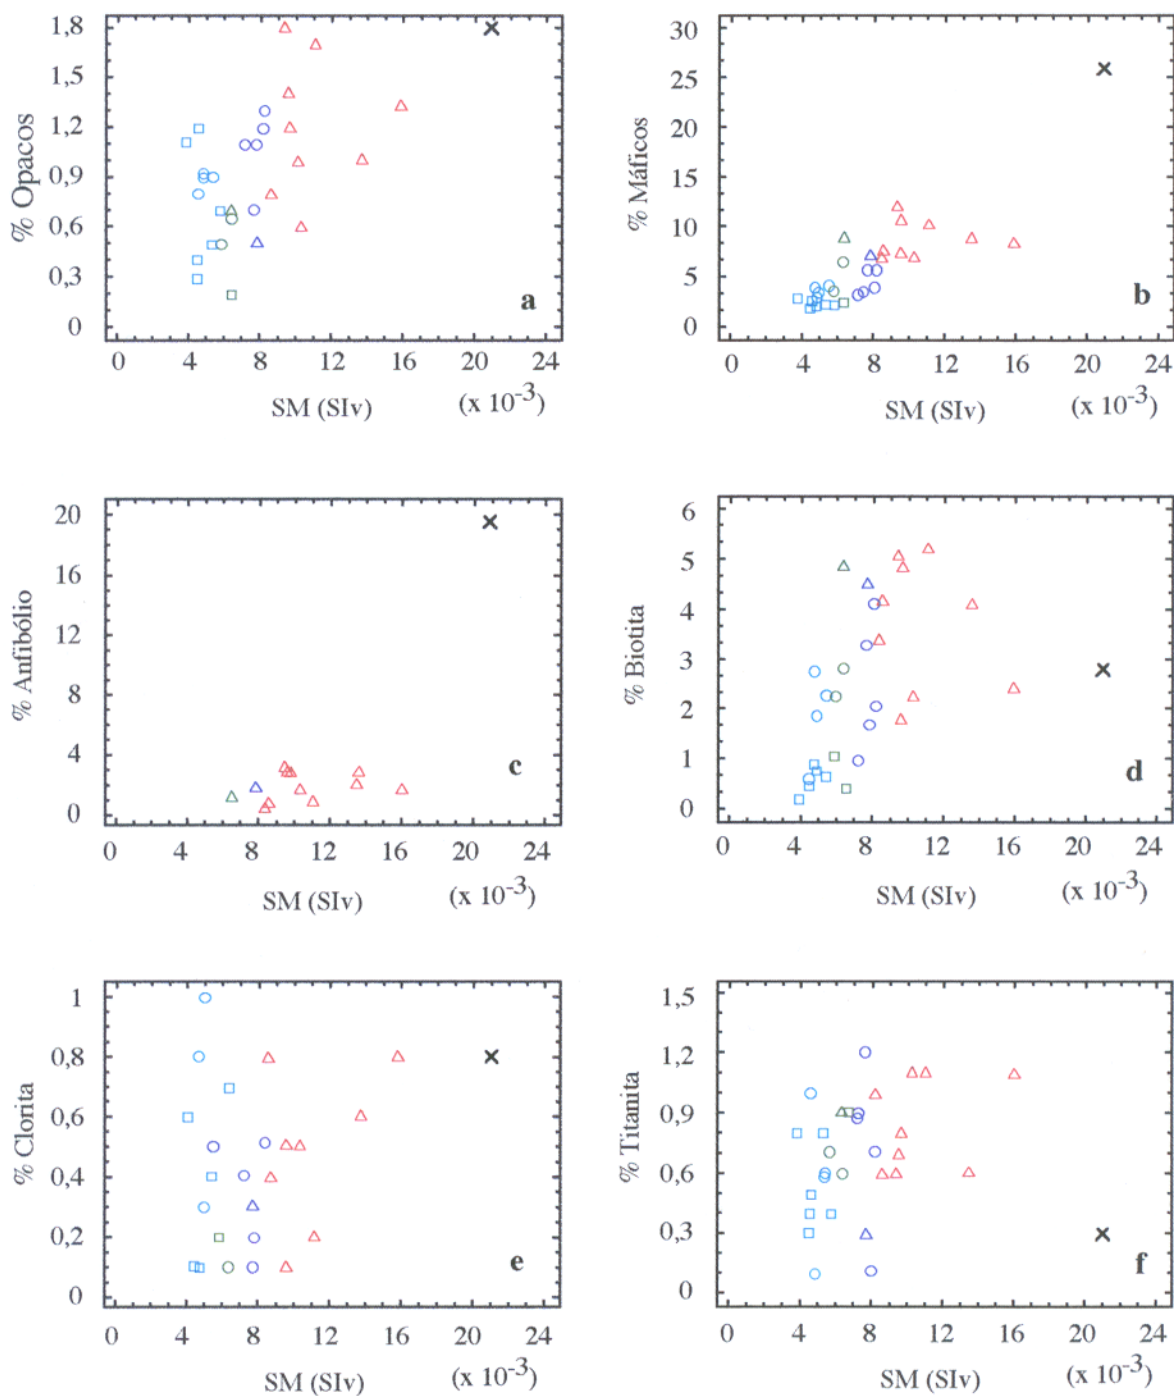 1,8
1,5
1,2
0,9
0,6
0,3
0
% Opacos
a
0 4 8 12 16 20 24
SM (SIv) (x 10-3)
30
25
20
15
10
5
0
% Máficos
b
0 4 8 12 16 20 24
SM (SIv) (x 10-3)
20
16
12
8
4
0
% Anfibólio
c
0 4 8 12 16 20 24
SM (SIv) (x 10-3)
6
5
4
3
2
1
0
% Biotita
d
0 4 8 12 16 20 24
SM (SIv) (x 10-3)
1
0,8
0,6
0,4
0,2
0
% Clorita
e
0 4 8 12 16 20 24
SM (SIv) (x 10-3)
1,5
1,2
0,9
0,6
0,3
0
% Titanita
f
0 4 8 12 16 20 24
SM (SIv) (x 10-3)